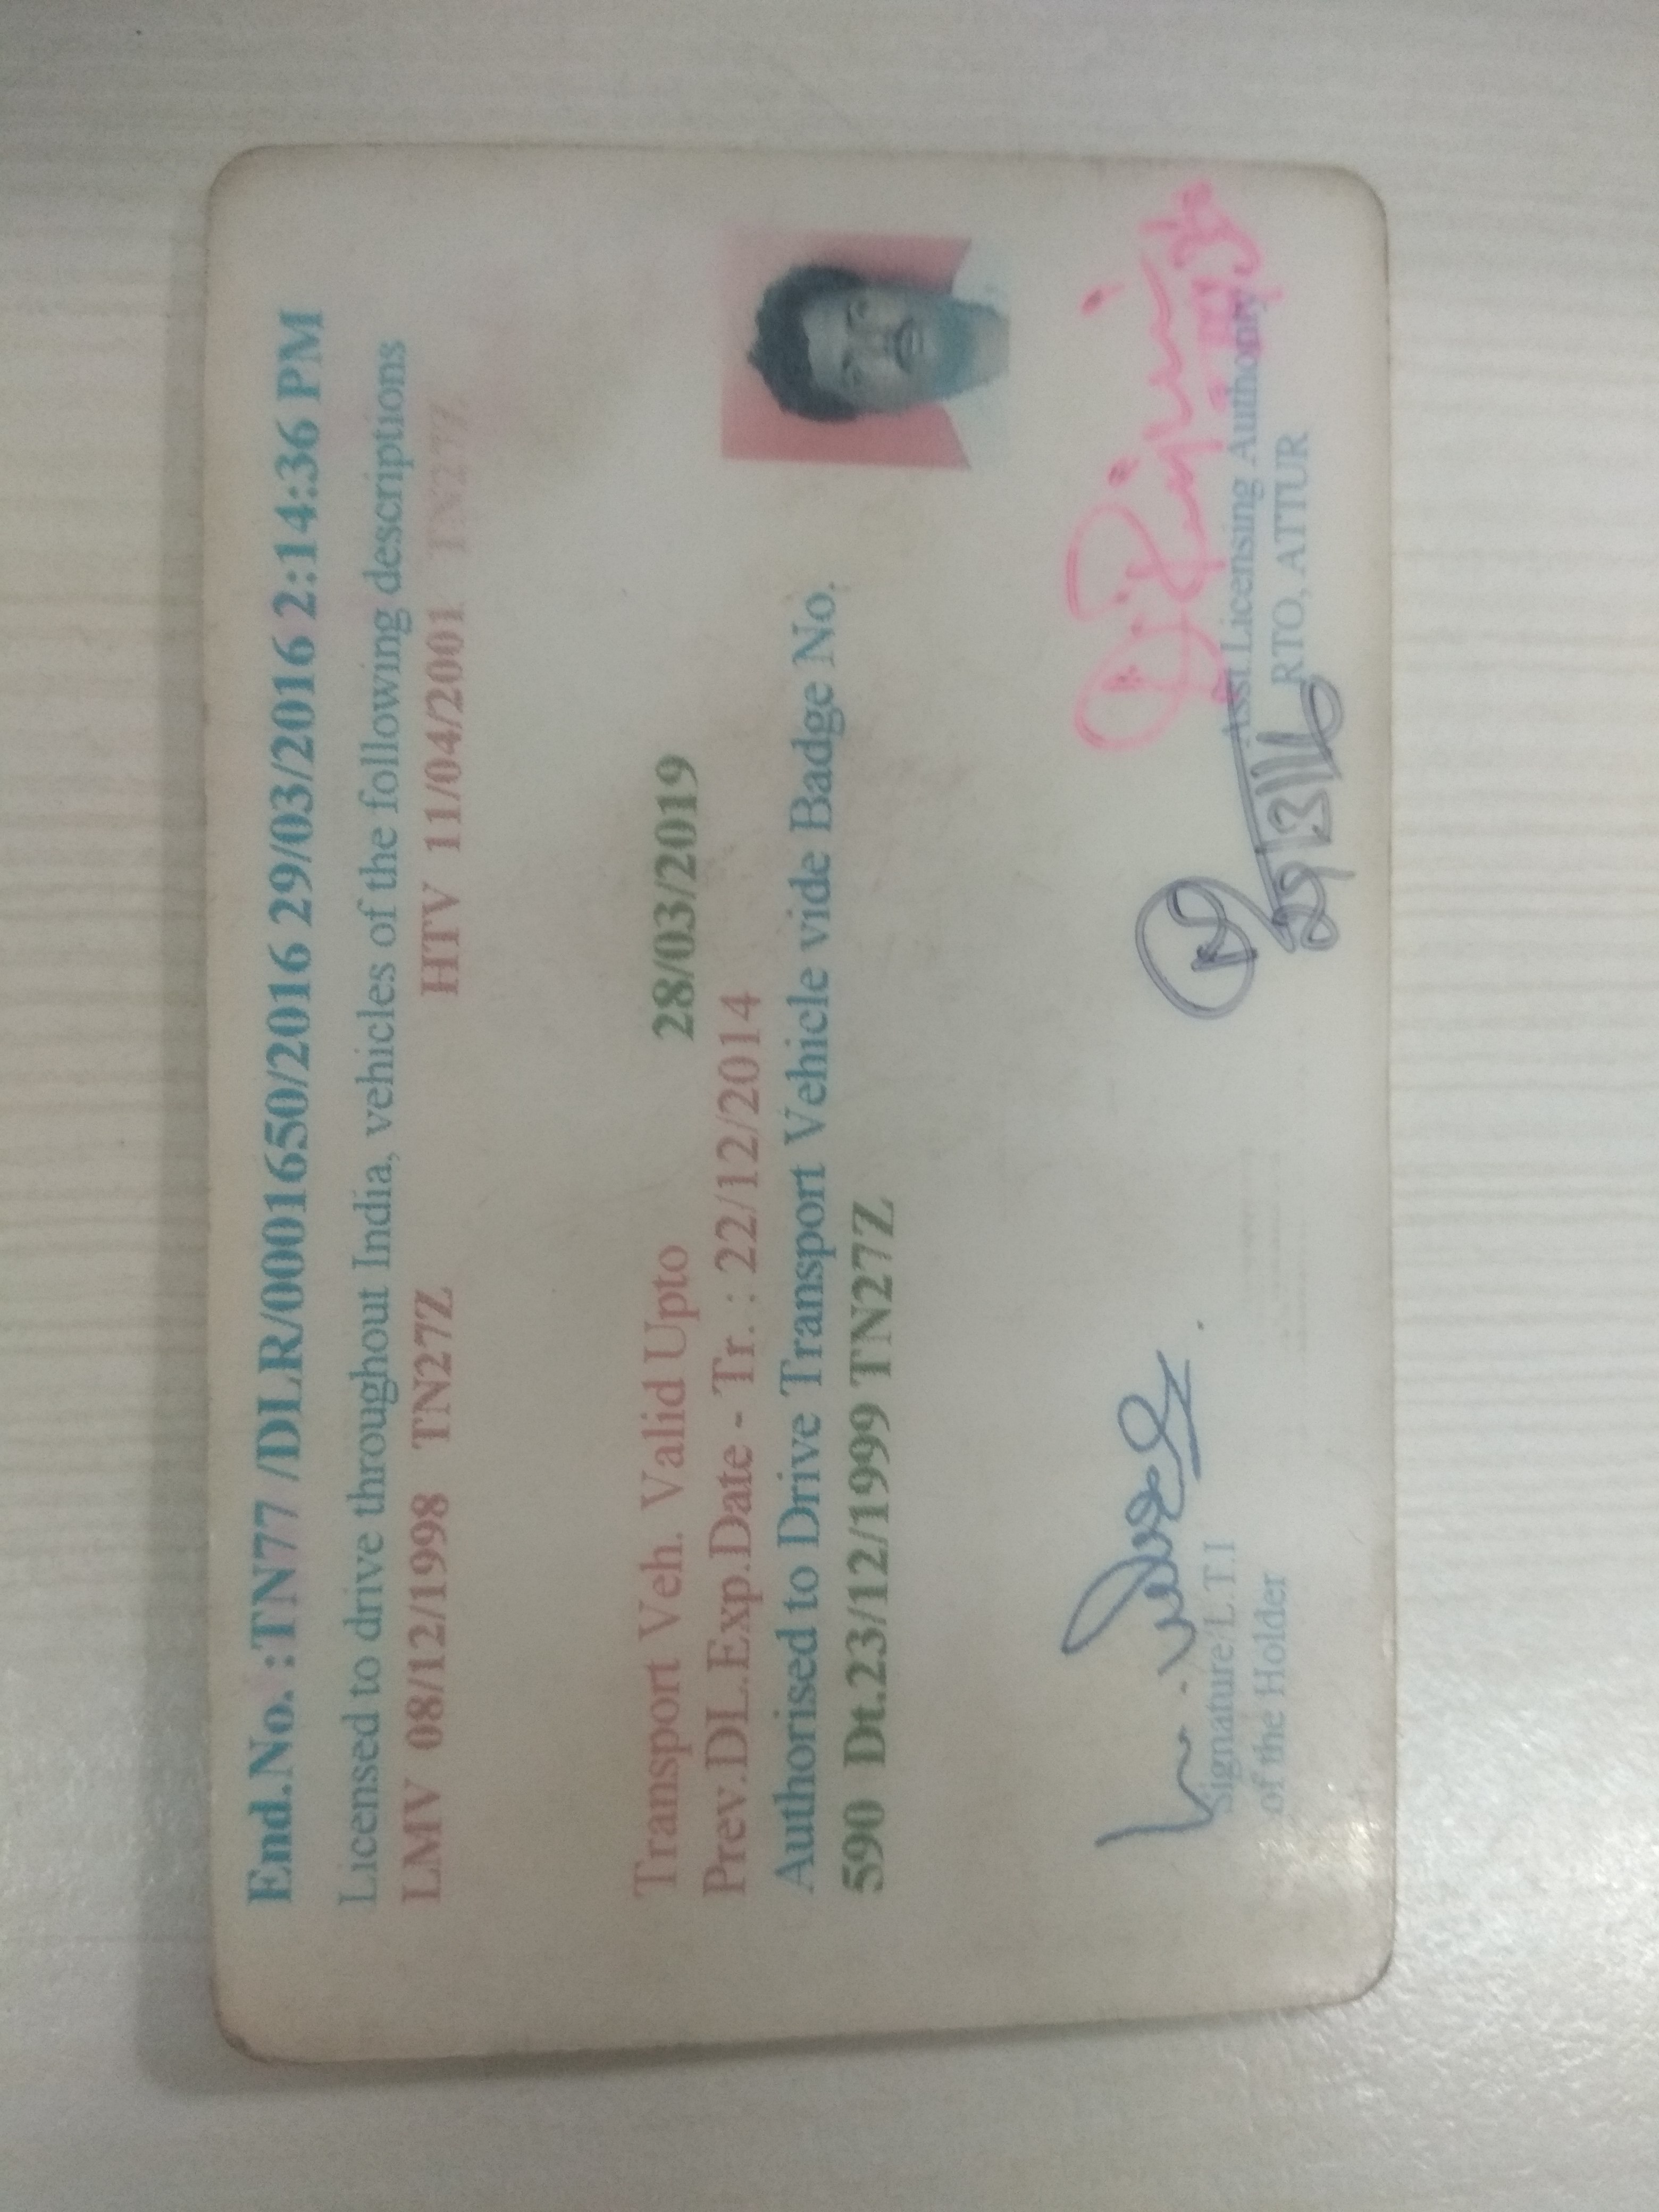 End.No. :TN77 /DLR/0001650/2016 29/03/2016 2:14:36 PM
Licensed to drive throughout India, vehicles of the following descriptions
LMV 08/12/1998 TN27Z HTV 11/04/2001 TN27Z
Transport Veh. Valid Upto 28/03/2019
Prev.DL.Exp.Date - Tr. : 22/12/2014
Authorised to Drive Transport Vehicle vide Badge No.
590 Dt.23/12/1999 TN27Z
Signature/L.T.I
of the Holder
Asst.Licensing Authority
RTO, ATTUR